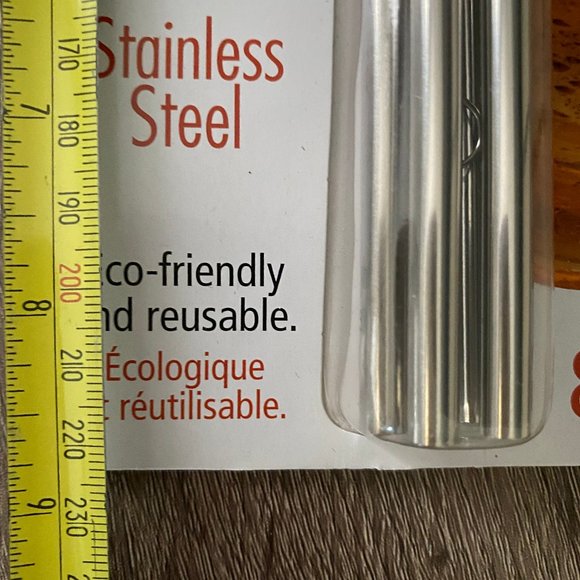 Stainless
Steel
co-friendly
nd reusable.
Écologique
t réutilisable.
170
7
180
190
200
8
210
220
9
230